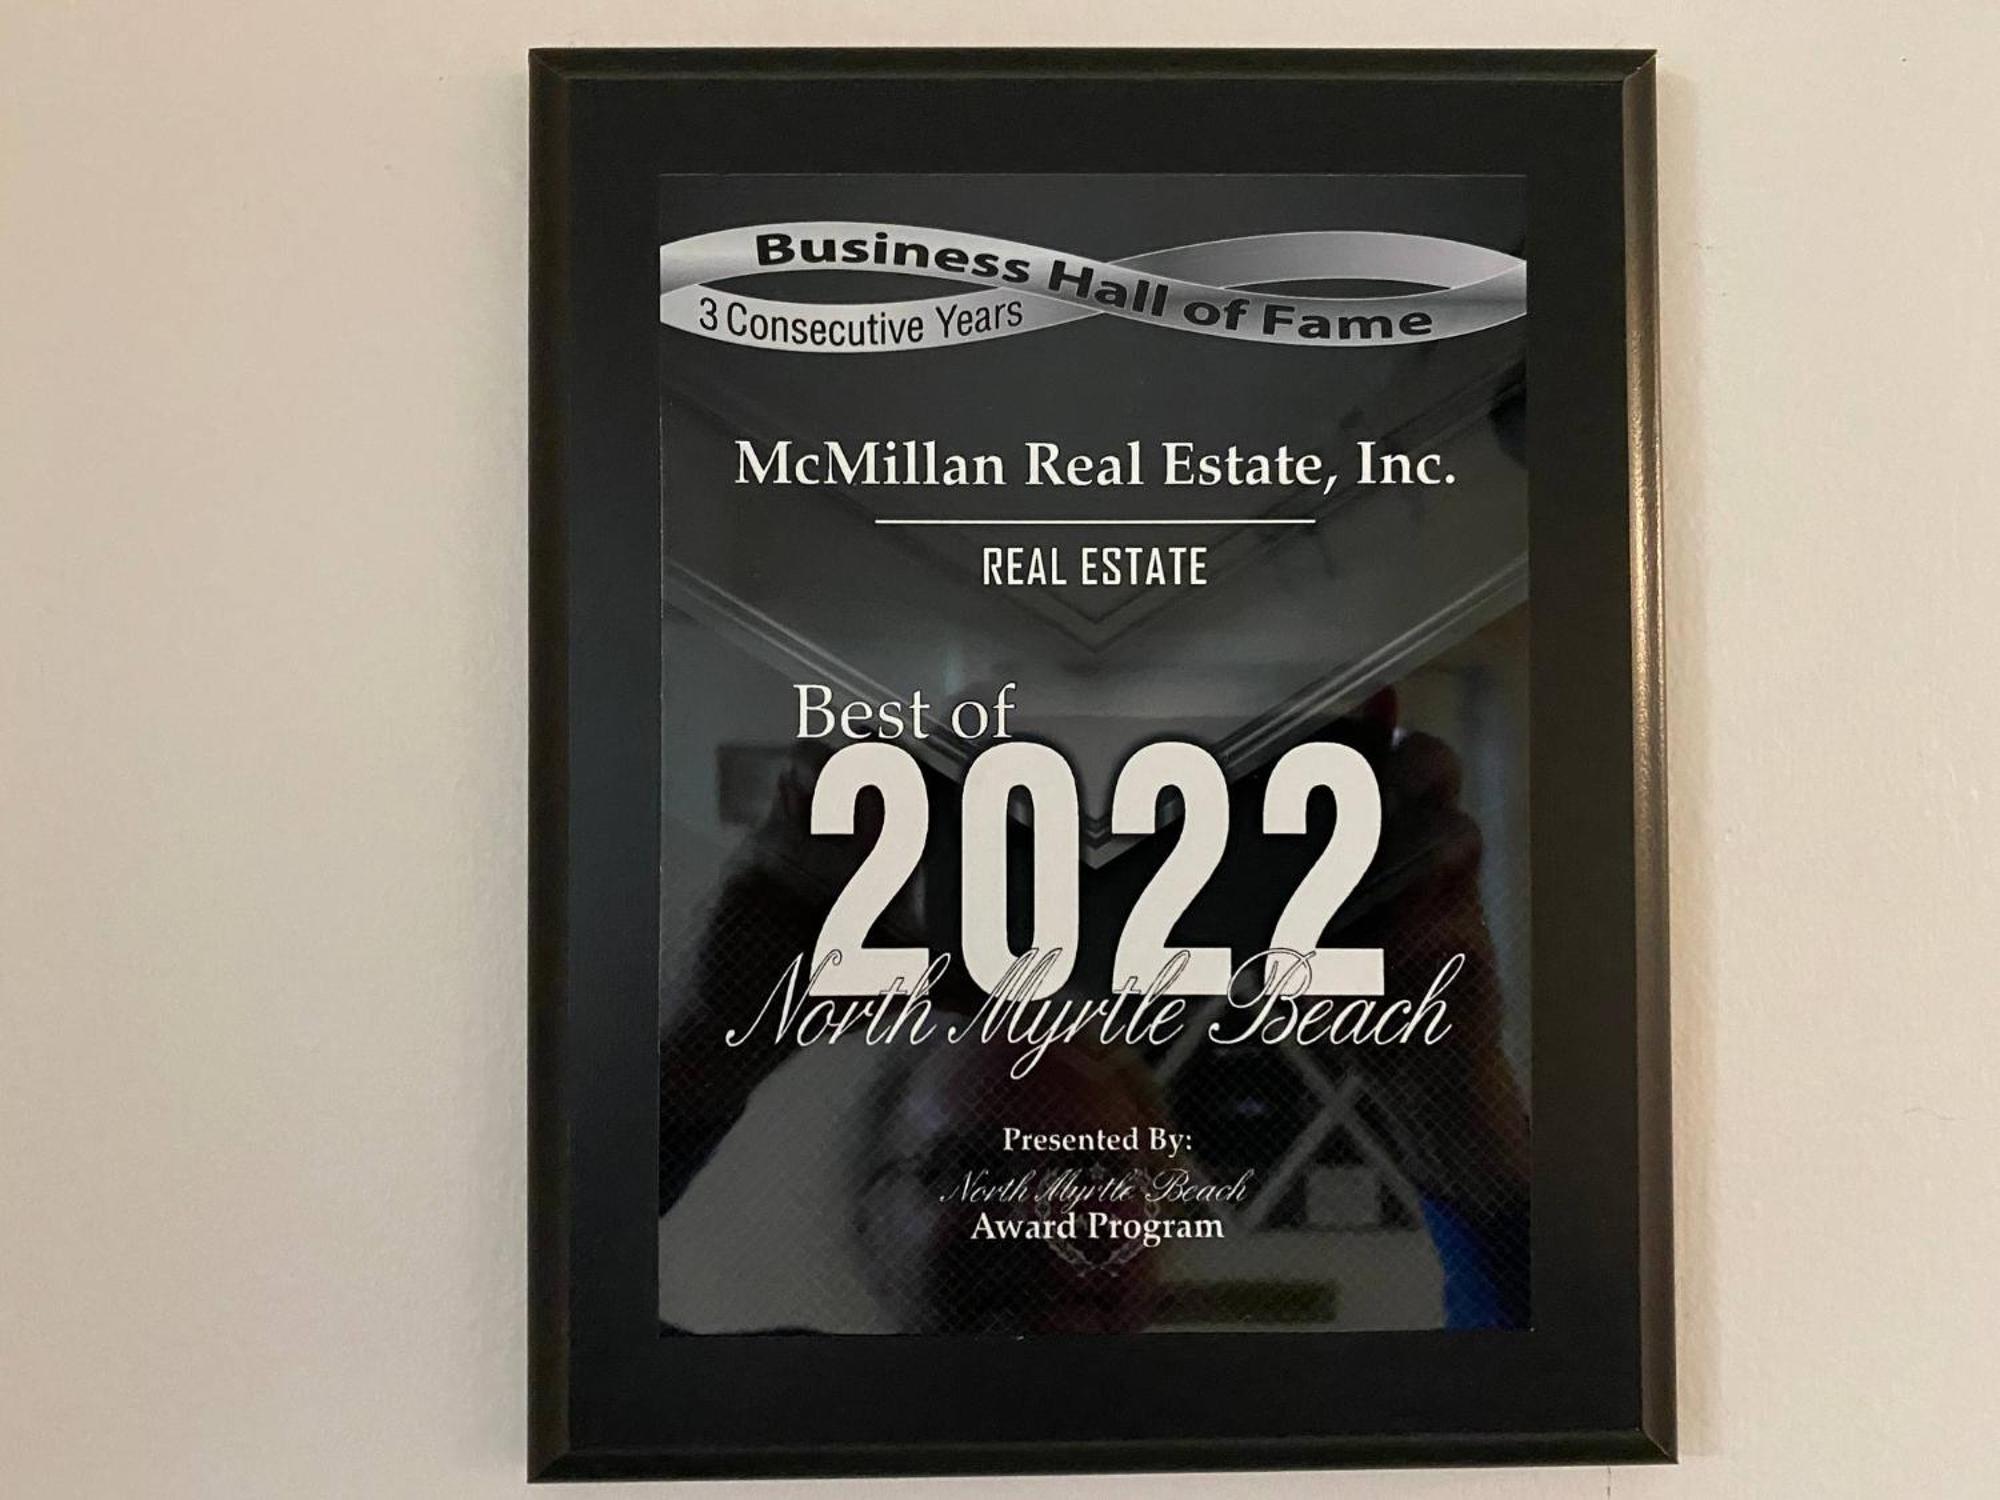 Business Hall of Fame
3 Consecutive Years
McMillan Real Estate, Inc.
REAL ESTATE
Best of
2022
North Myrtle Beach
Presented By:
North Myrtle Beach
Award Program